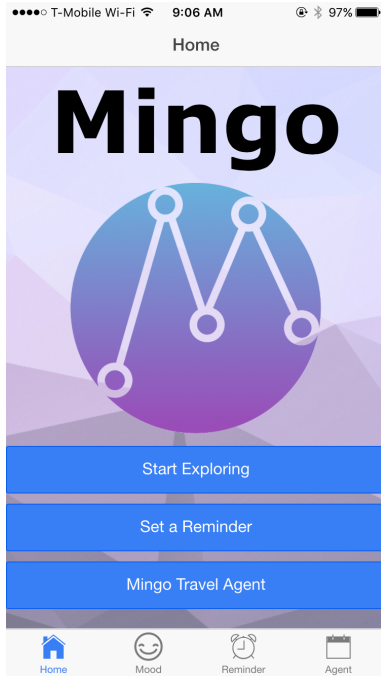 T-Mobile Wi-Fi 9:06 AM 97%
Home
Mingo
Start Exploring
Set a Reminder
Mingo Travel Agent
Home Mood Reminder Agent